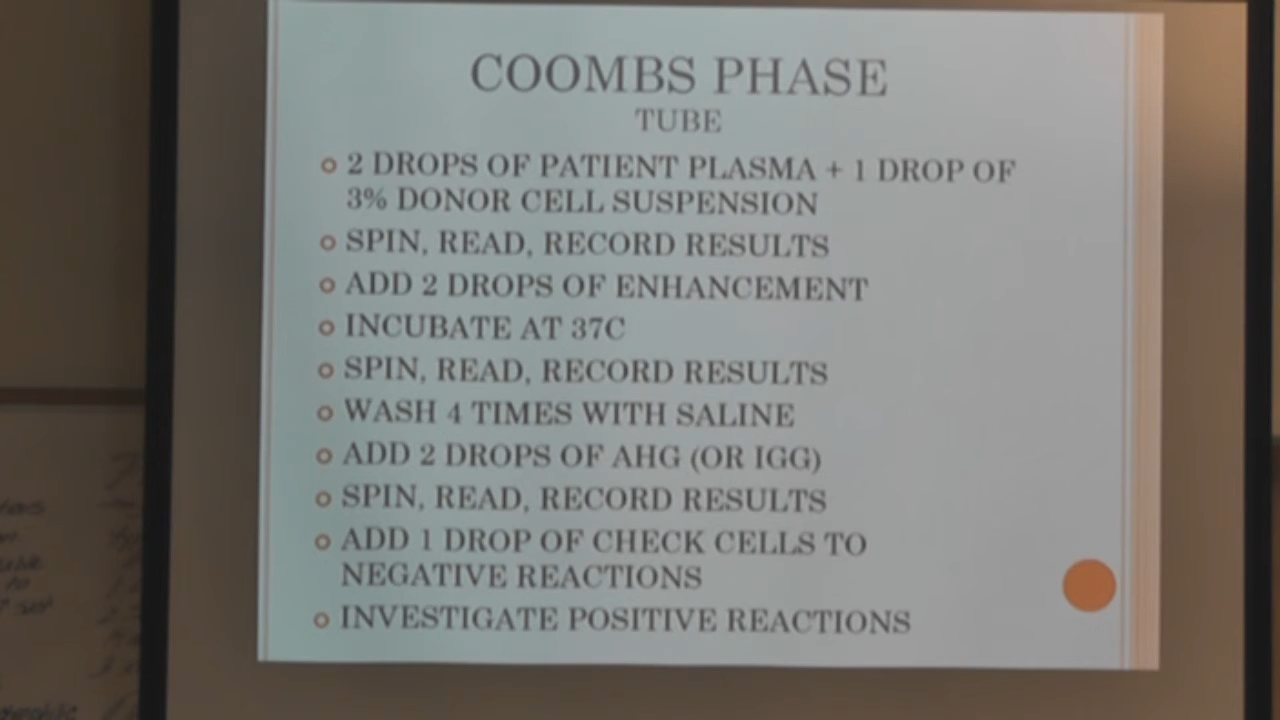 COOMBS PHASE
TUBE
2 DROPS OF PATIENT PLASMA + 1 DROP OF
3% DONOR CELL SUSPENSION
SPIN, READ, RECORD RESULTS
ADD 2 DROPS OF ENHANCEMENT
INCUBATE AT 37C
SPIN, READ, RECORD RESULTS
WASH 4 TIMES WITH SALINE
ADD 2 DROPS OF AHG (OR IGG)
SPIN, READ, RECORD RESULTS
ADD 1 DROP OF CHECK CELLS TO
NEGATIVE REACTIONS
INVESTIGATE POSITIVE REACTIONS
to